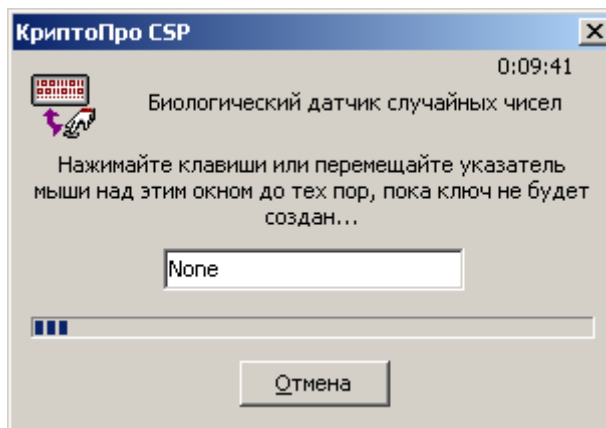 КриптоПро CSP
0:09:41
Биологический датчик случайных чисел
Нажимайте клавиши или перемещайте указатель
мыши над этим окном до тех пор, пока ключ не будет
создан...
None
Отмена